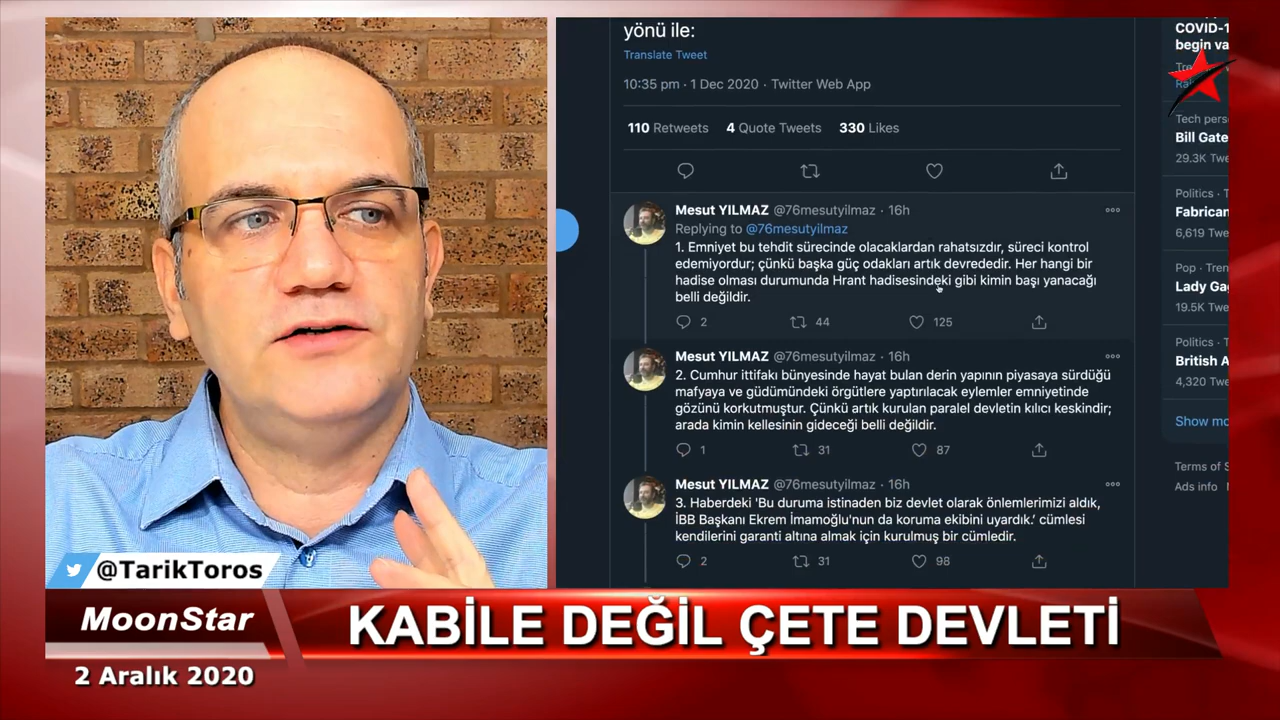 yönü ile:
Translate Tweet
10:35 pm · 1 Dec 2020 · Twitter Web App
110 Retweets 4 Quote Tweets 330 Likes
Mesut YILMAZ @76mesutyilmaz · 16h
Replying to @76mesutyilmaz
1. Emniyet bu tehdit sürecinde olacaklardan rahatsızdır, süreci kontrol
edemiyordur; çünkü başka güç odakları artık devrededir. Her hangi bir
hadise olması durumunda Hrant hadisesindeki gibi kimin başı yanacağı
belli değildir.
2 44 125
Mesut YILMAZ @76mesutyilmaz · 16h
2. Cumhur ittifakı bünyesinde hayat bulan derin yapının piyasaya sürdüğü
mafyaya ve güdümündeki örgütlere yaptırılacak eylemler emniyetinde
gözünü korkutmuştur. Çünkü artık kurulan paralel devletin kılıcı keskindir;
arada kimin kellesinin gideceği belli değildir.
1 31 87
Mesut YILMAZ @76mesutyilmaz · 16h
3. Haberdeki 'Bu duruma istinaden biz devlet olarak önlemlerimizi aldık,
İBB Başkanı Ekrem İmamoğlu'nun da koruma ekibini uyardık.' cümlesi
kendilerini garanti altına almak için kurulmuş bir cümledir.
2 31 98
COVID-1
begin va
Tre
Tech pers
Bill Gate
29.3K Twe
Politics · T
Fabrican
6,619 Twe
Pop · Tren
Lady Gag
19.5K Twe
Politics · T
British A
4,320 Twe
Show mo
Terms of S
Ads info
@TarikToros
MoonStar
KABİLE DEĞİL ÇETE DEVLETİ
2 Aralık 2020